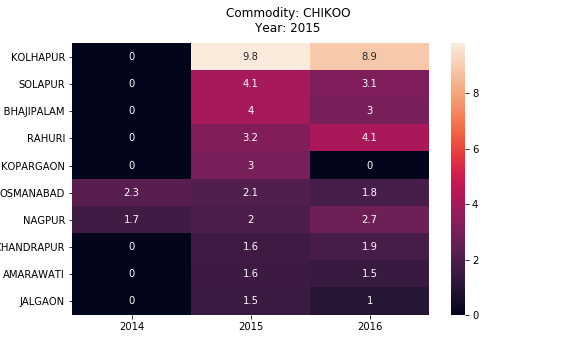 Commodity: CHIKOO
Year: 2015
KOLHAPUR 0 9.8 8.9
SOLAPUR 0 4.1 3.1
BHAJIPALAM 0 4 3
RAHURI 0 3.2 4.1
KOPARGAON 0 3 0
OSMANABAD 2.3 2.1 1.8
NAGPUR 1.7 2 2.7
HANDRAPUR 0 1.6 1.9
AMARAWATI 0 1.6 1.5
JALGAON 0 1.5 1
2014 2015 2016
8
6
4
2
0